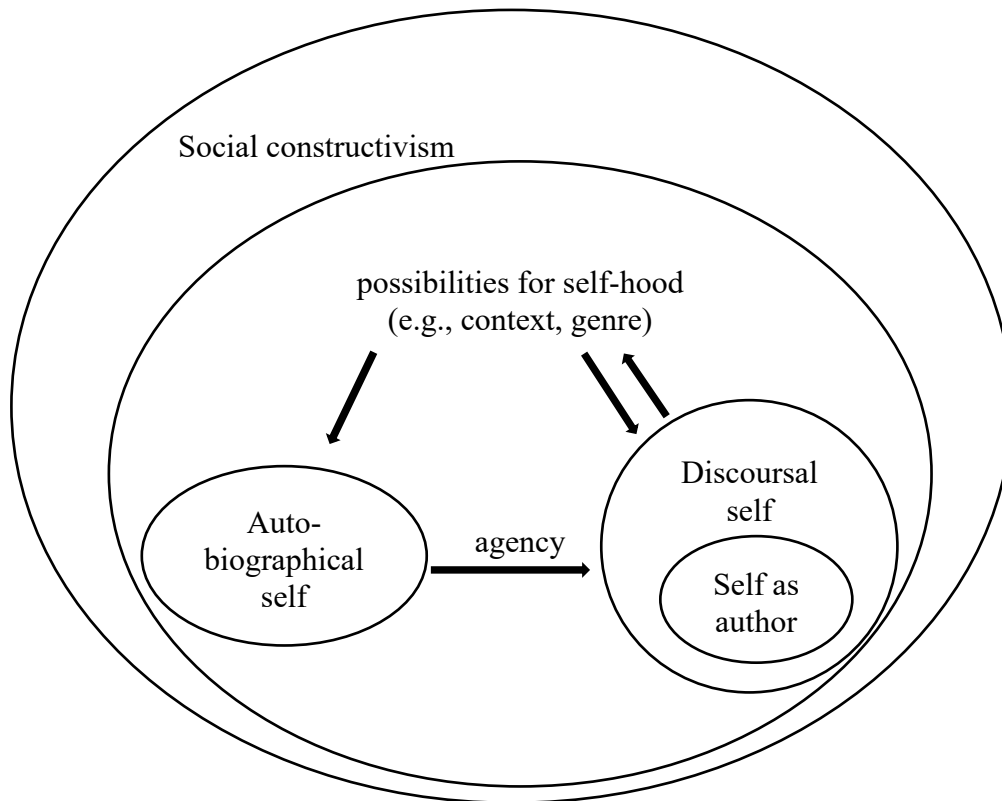 Social constructivism
possibilities for self-hood
(e.g., context, genre)
Auto-
biographical
self
agency
Discoursal
self
Self as
author